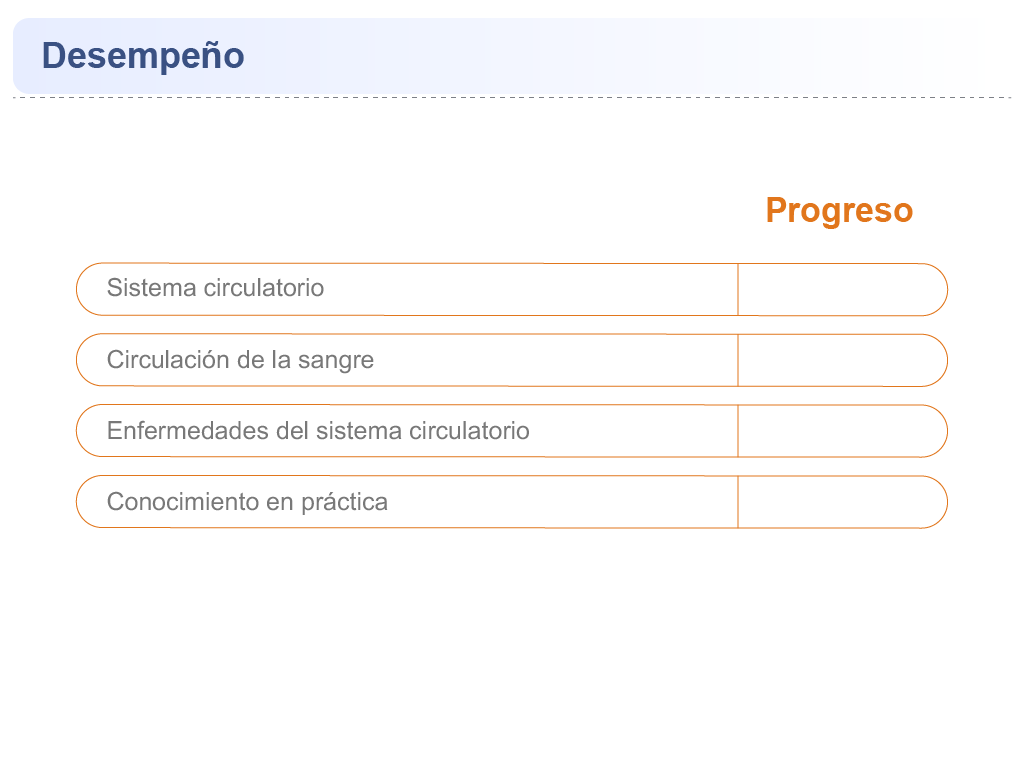 Desempeño
Progreso
Sistema circulatorio
Circulación de la sangre
Enfermedades del sistema circulatorio
Conocimiento en práctica